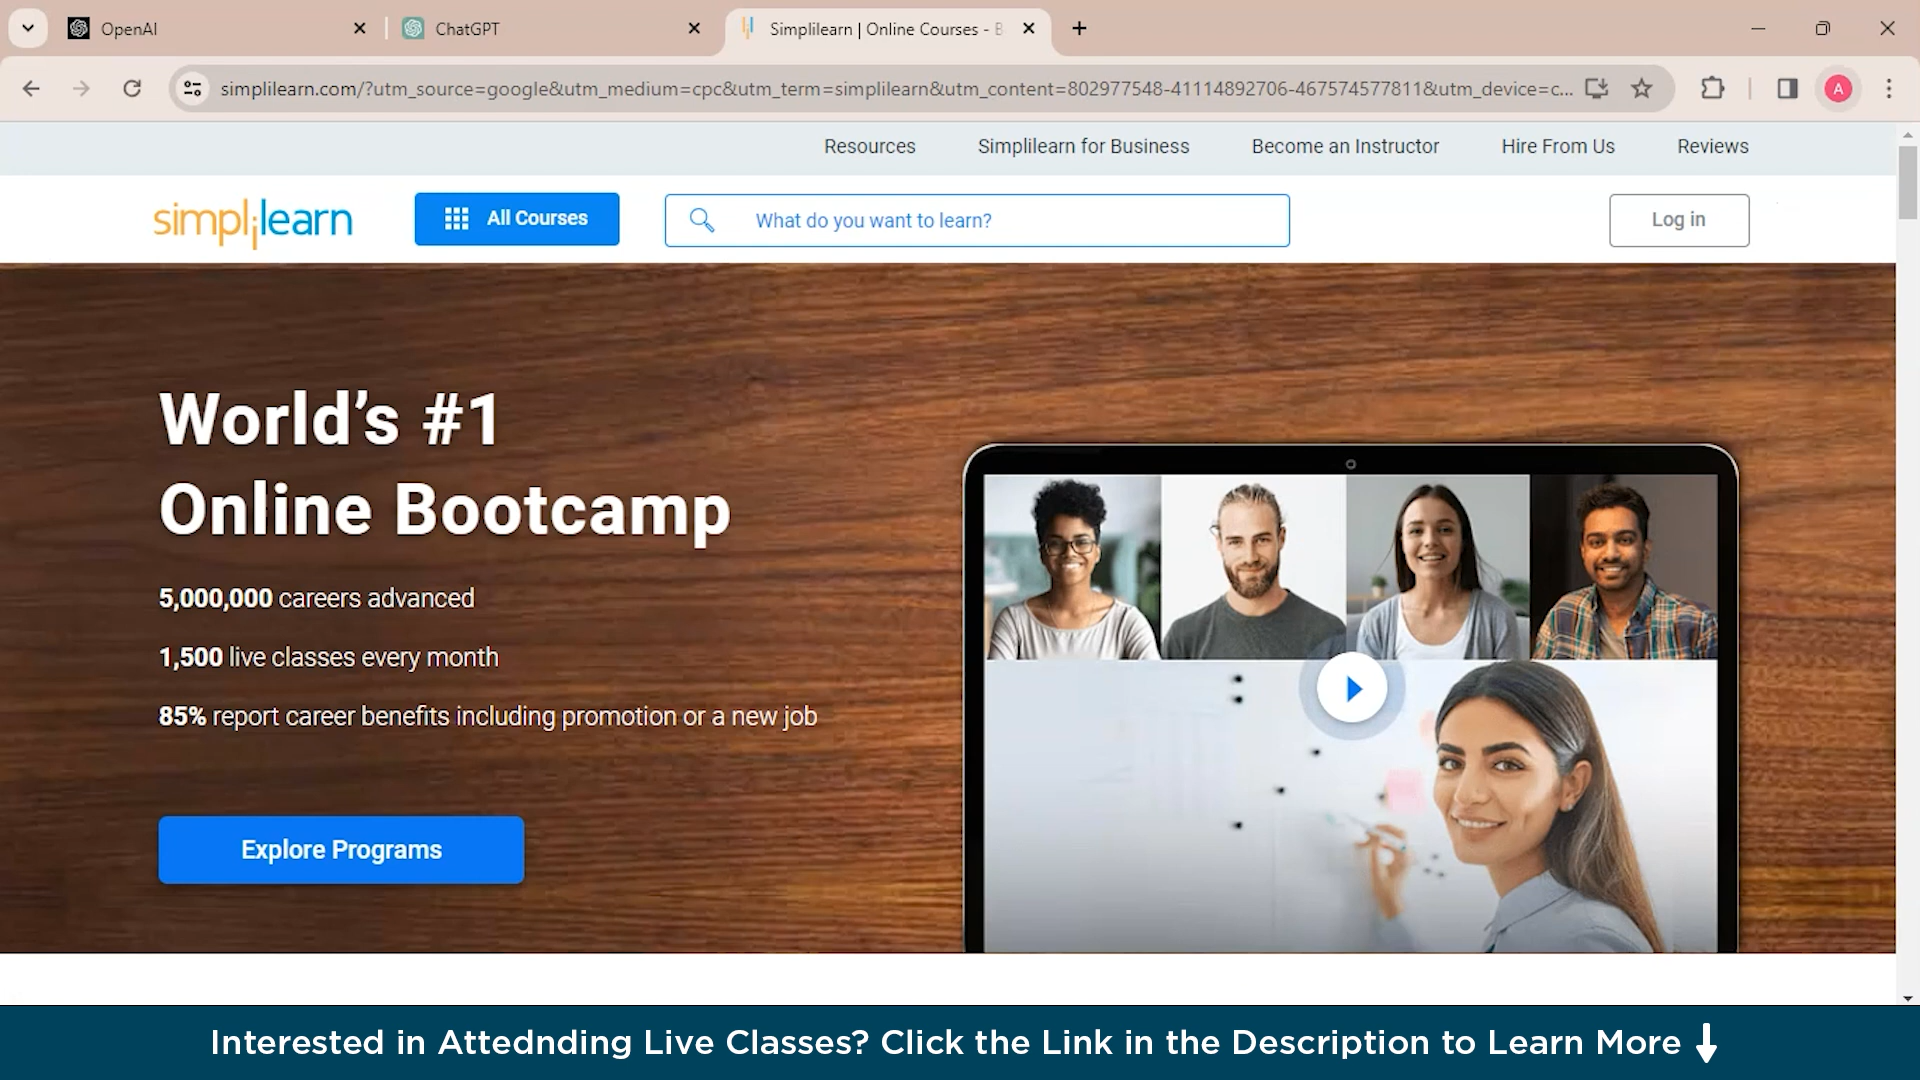 OpenAI
ChatGPT
Simplilearn | Online Courses - B
simplilearn.com/?utm_source=google&utm_medium=cpc&utm_term=simplilearn&utm_content=802977548-41114892706-467574577811&utm_device=c...
A
Resources Simplilearn for Business Become an Instructor Hire From Us Reviews
simplilearn
All Courses
What do you want to learn?
Log in
World’s #1
Online Bootcamp
5,000,000 careers advanced
1,500 live classes every month
85% report career benefits including promotion or a new job
Explore Programs
Interested in Attednding Live Classes? Click the Link in the Description to Learn More